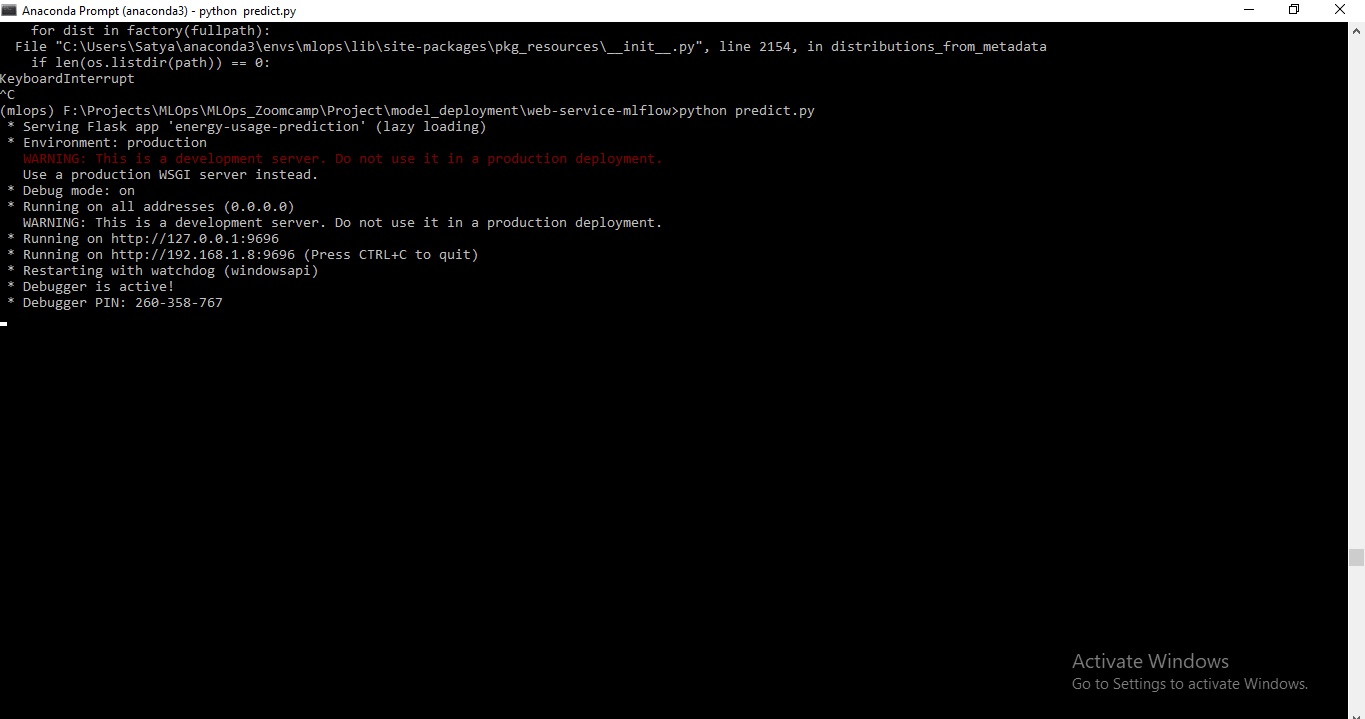 Anaconda Prompt (anaconda3) - python predict.py
for dist in factory(fullpath):
File "C:\Users\Satya\anaconda3\envs\mlops\lib\site-packages\pkg_resources\__init__.py", line 2154, in distributions_from_metadata
if len(os.listdir(path)) == 0:
KeyboardInterrupt
^C
(mlops) F:\Projects\MLOps\MLOps_Zoomcamp\Project\model_deployment\web-service-mlflow>python predict.py
* Serving Flask app 'energy-usage-prediction' (lazy loading)
* Environment: production
WARNING: This is a development server. Do not use it in a production deployment.
Use a production WSGI server instead.
* Debug mode: on
* Running on all addresses (0.0.0.0)
WARNING: This is a development server. Do not use it in a production deployment.
* Running on http://127.0.0.1:9696
* Running on http://192.168.1.8:9696 (Press CTRL+C to quit)
* Restarting with watchdog (windowsapi)
* Debugger is active!
* Debugger PIN: 260-358-767
Activate Windows
Go to Settings to activate Windows.